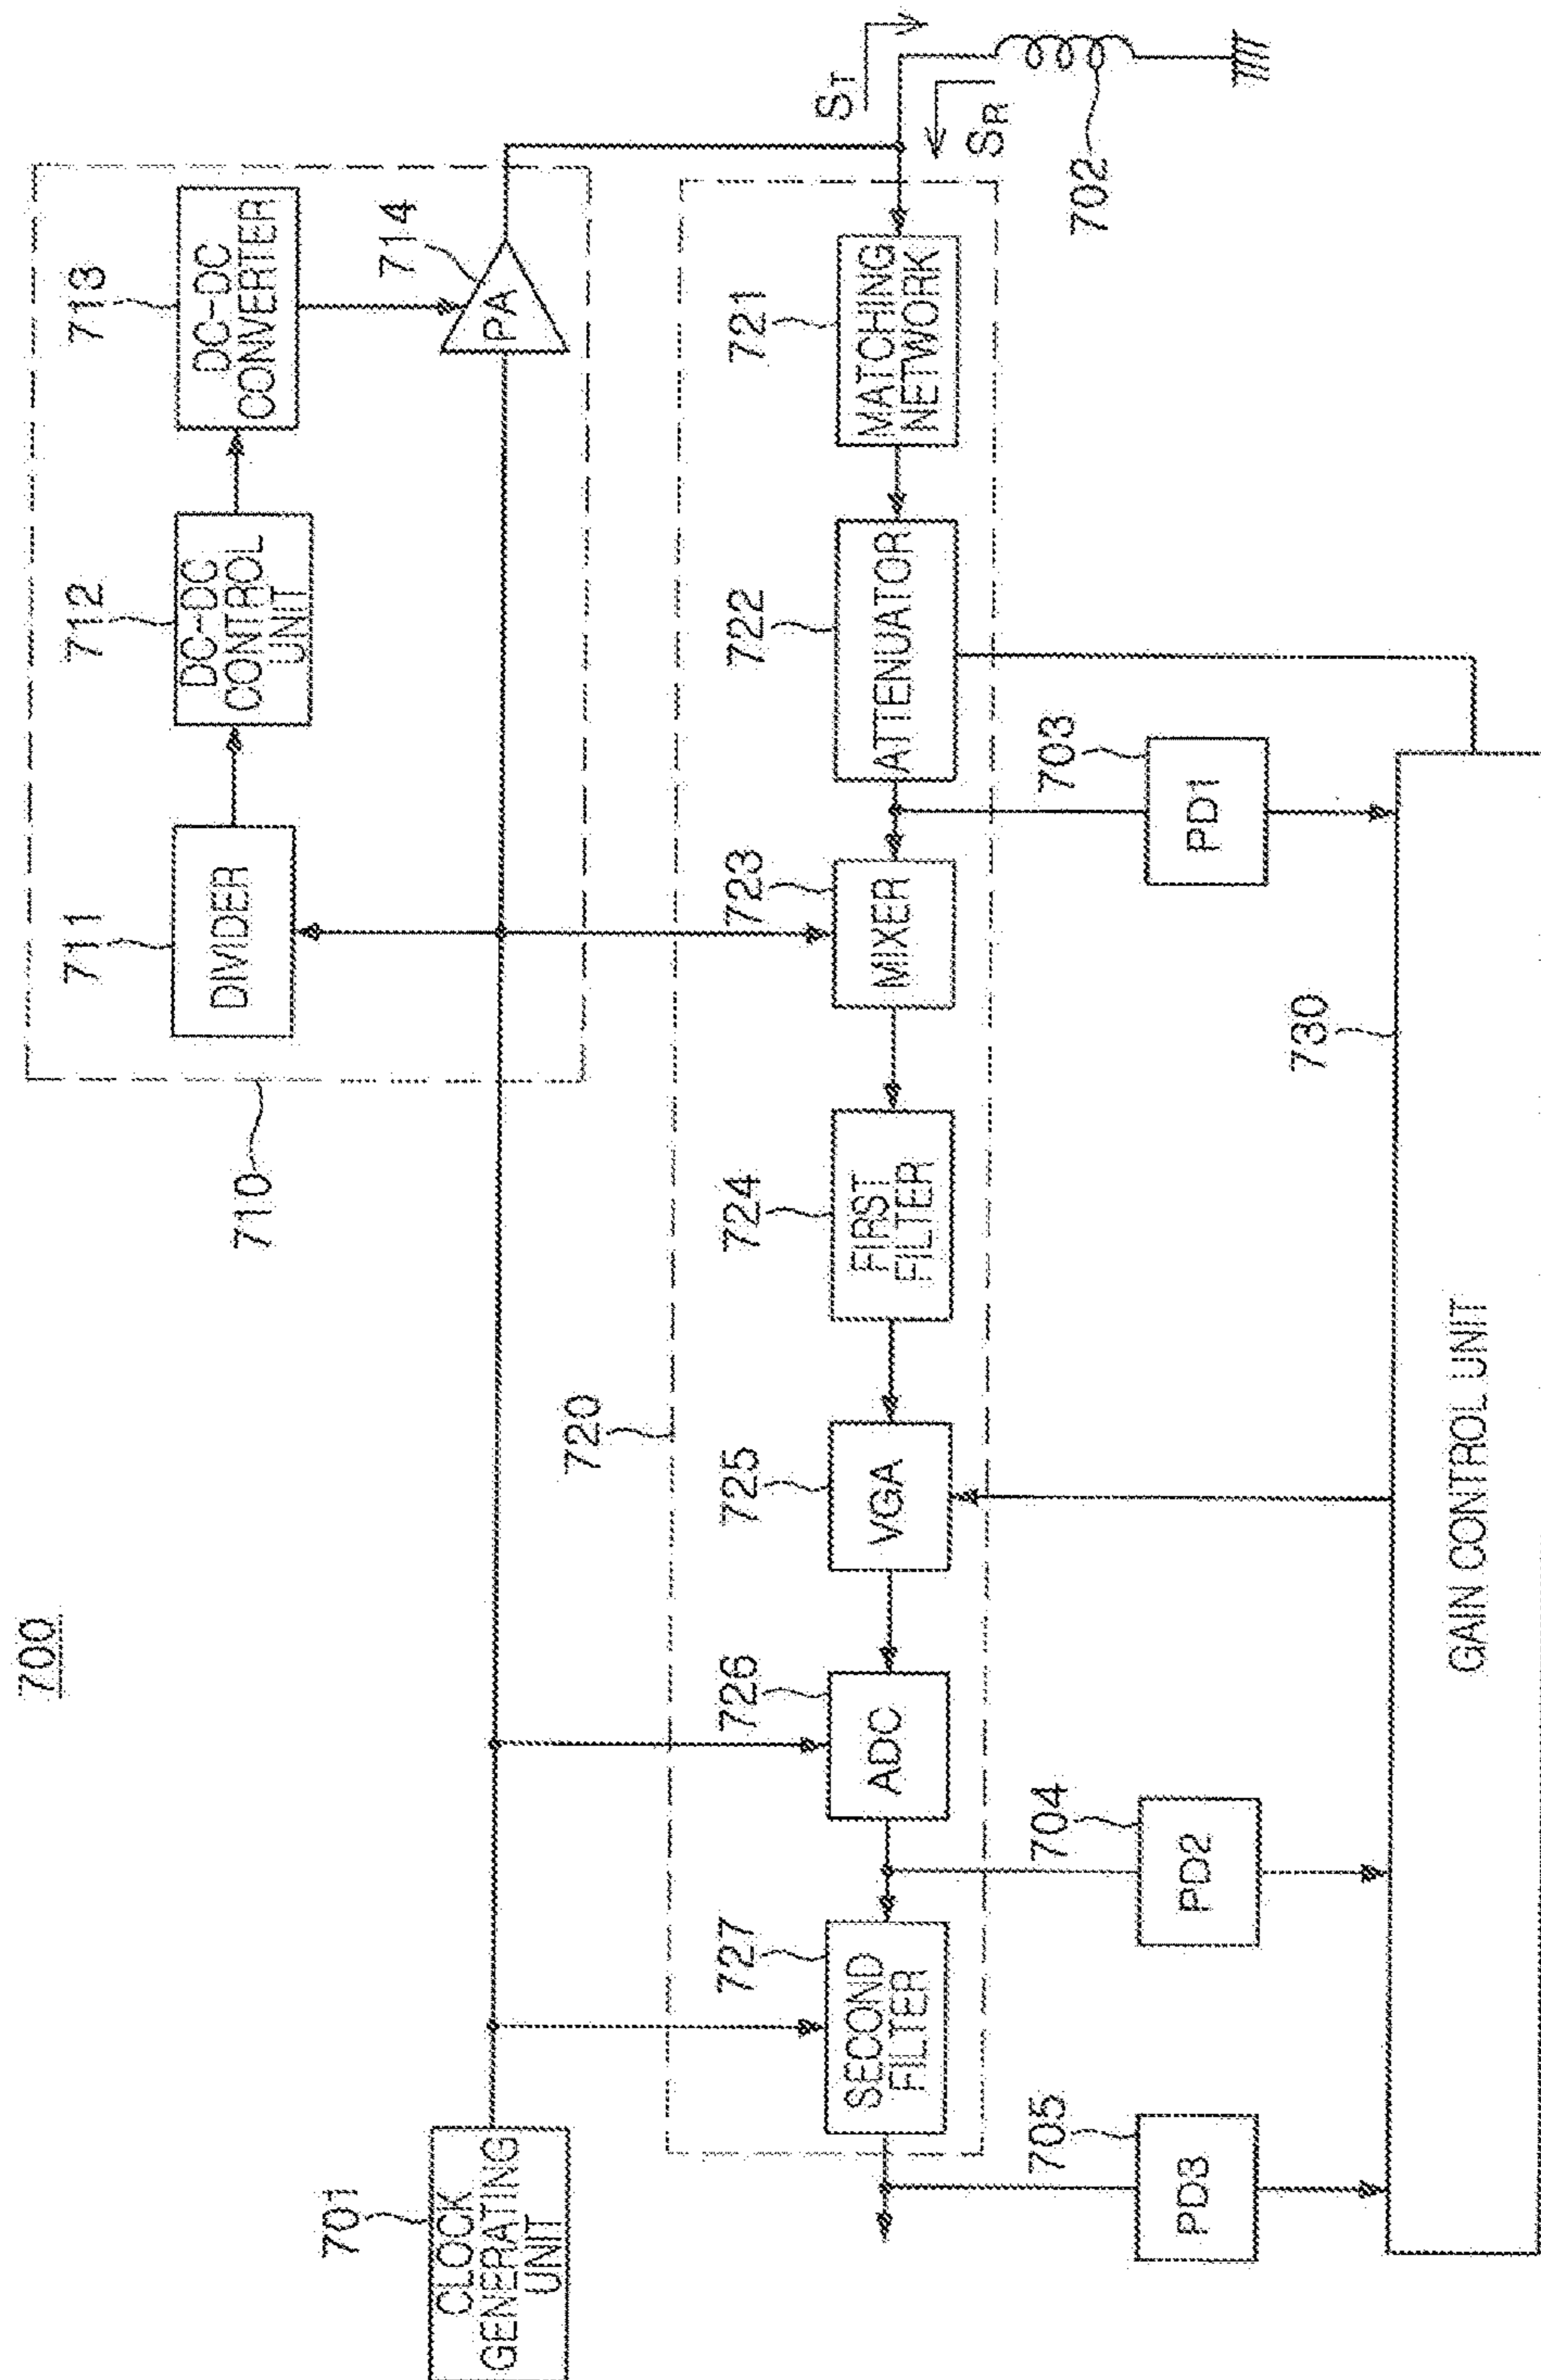 700
701
CLOCK
GENERATING
UNIT
710
711
DIVIDER
712
DC-DC
CONTROL
UNIT
713
DC-DC
CONVERTER
714
PA
ST
SR
702
720
727
SECOND
FILTER
726
ADC
725
VGA
724
FIRST
FILTER
723
MIXER
722
ATTENUATOR
721
MATCHING
NETWORK
705
PD3
704
PD2
703
PD1
730
GAIN CONTROL UNIT